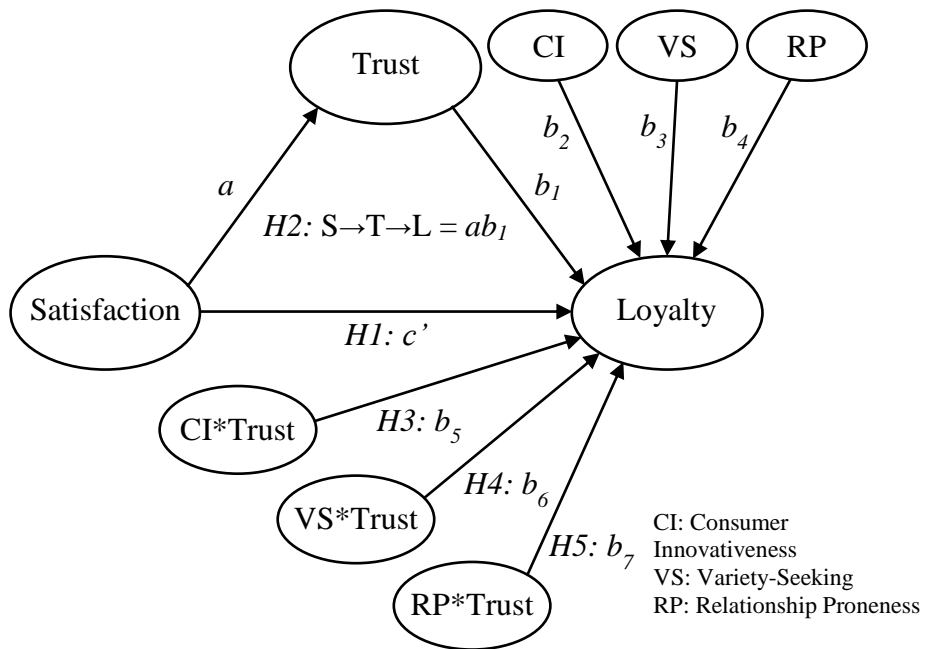 Trust
CI
VS
RP
a
b₁
b₂
b₃
b₄
H2: S→T→L = ab₁
Satisfaction
Loyalty
H1: c’
CI*Trust
H3: b₅
VS*Trust
H4: b₆
RP*Trust
H5: b₇
CI: Consumer
Innovativeness
VS: Variety-Seeking
RP: Relationship Proneness